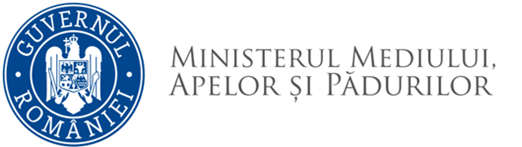 GUVERNUL
ROMÂNIEI
MINISTERUL MEDIULUI,
APELOR ȘI PĂDURILOR